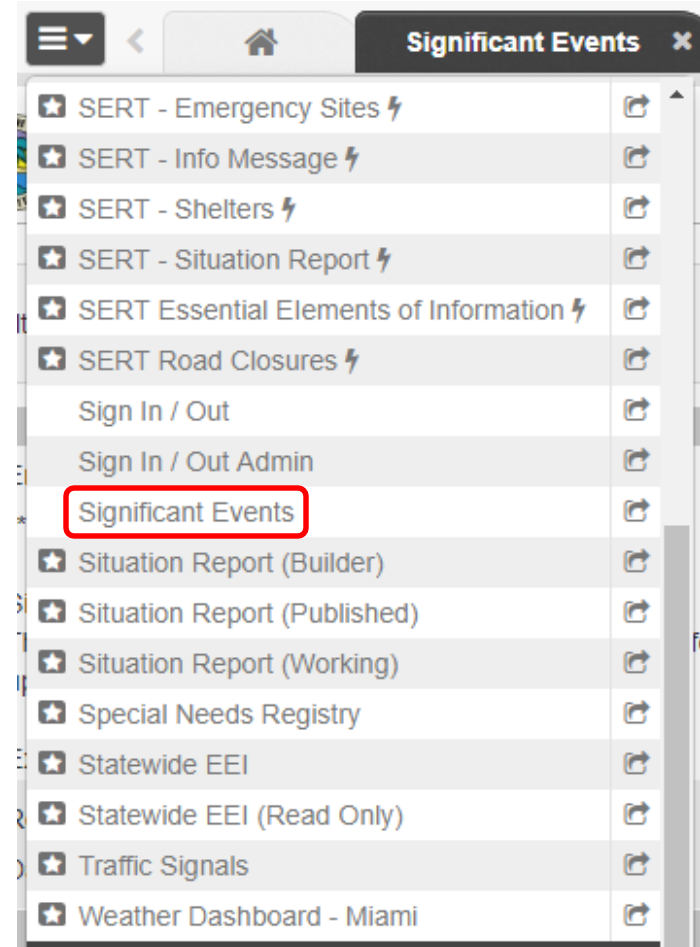 Significant Events
SERT - Emergency Sites
SERT - Info Message
SERT - Shelters
SERT - Situation Report
SERT Essential Elements of Information
SERT Road Closures
Sign In / Out
Sign In / Out Admin
Significant Events
Situation Report (Builder)
Situation Report (Published)
Situation Report (Working)
Special Needs Registry
Statewide EEI
Statewide EEI (Read Only)
Traffic Signals
Weather Dashboard - Miami